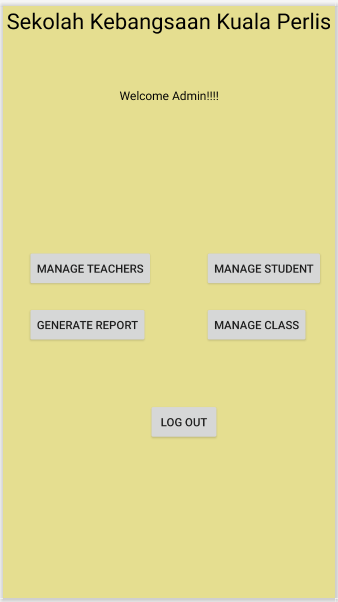 Sekolah Kebangsaan Kuala Perlis
Welcome Admin!!!!
MANAGE TEACHERS
MANAGE STUDENT
GENERATE REPORT
MANAGE CLASS
LOG OUT